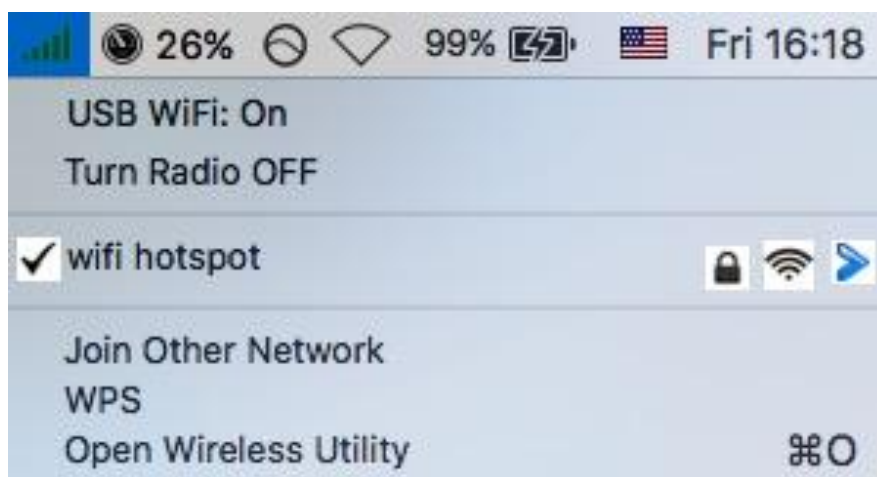 26% 99% Fri 16:18
USB WiFi: On
Turn Radio OFF
wifi hotspot
Join Other Network
WPS
Open Wireless Utility ⌘O